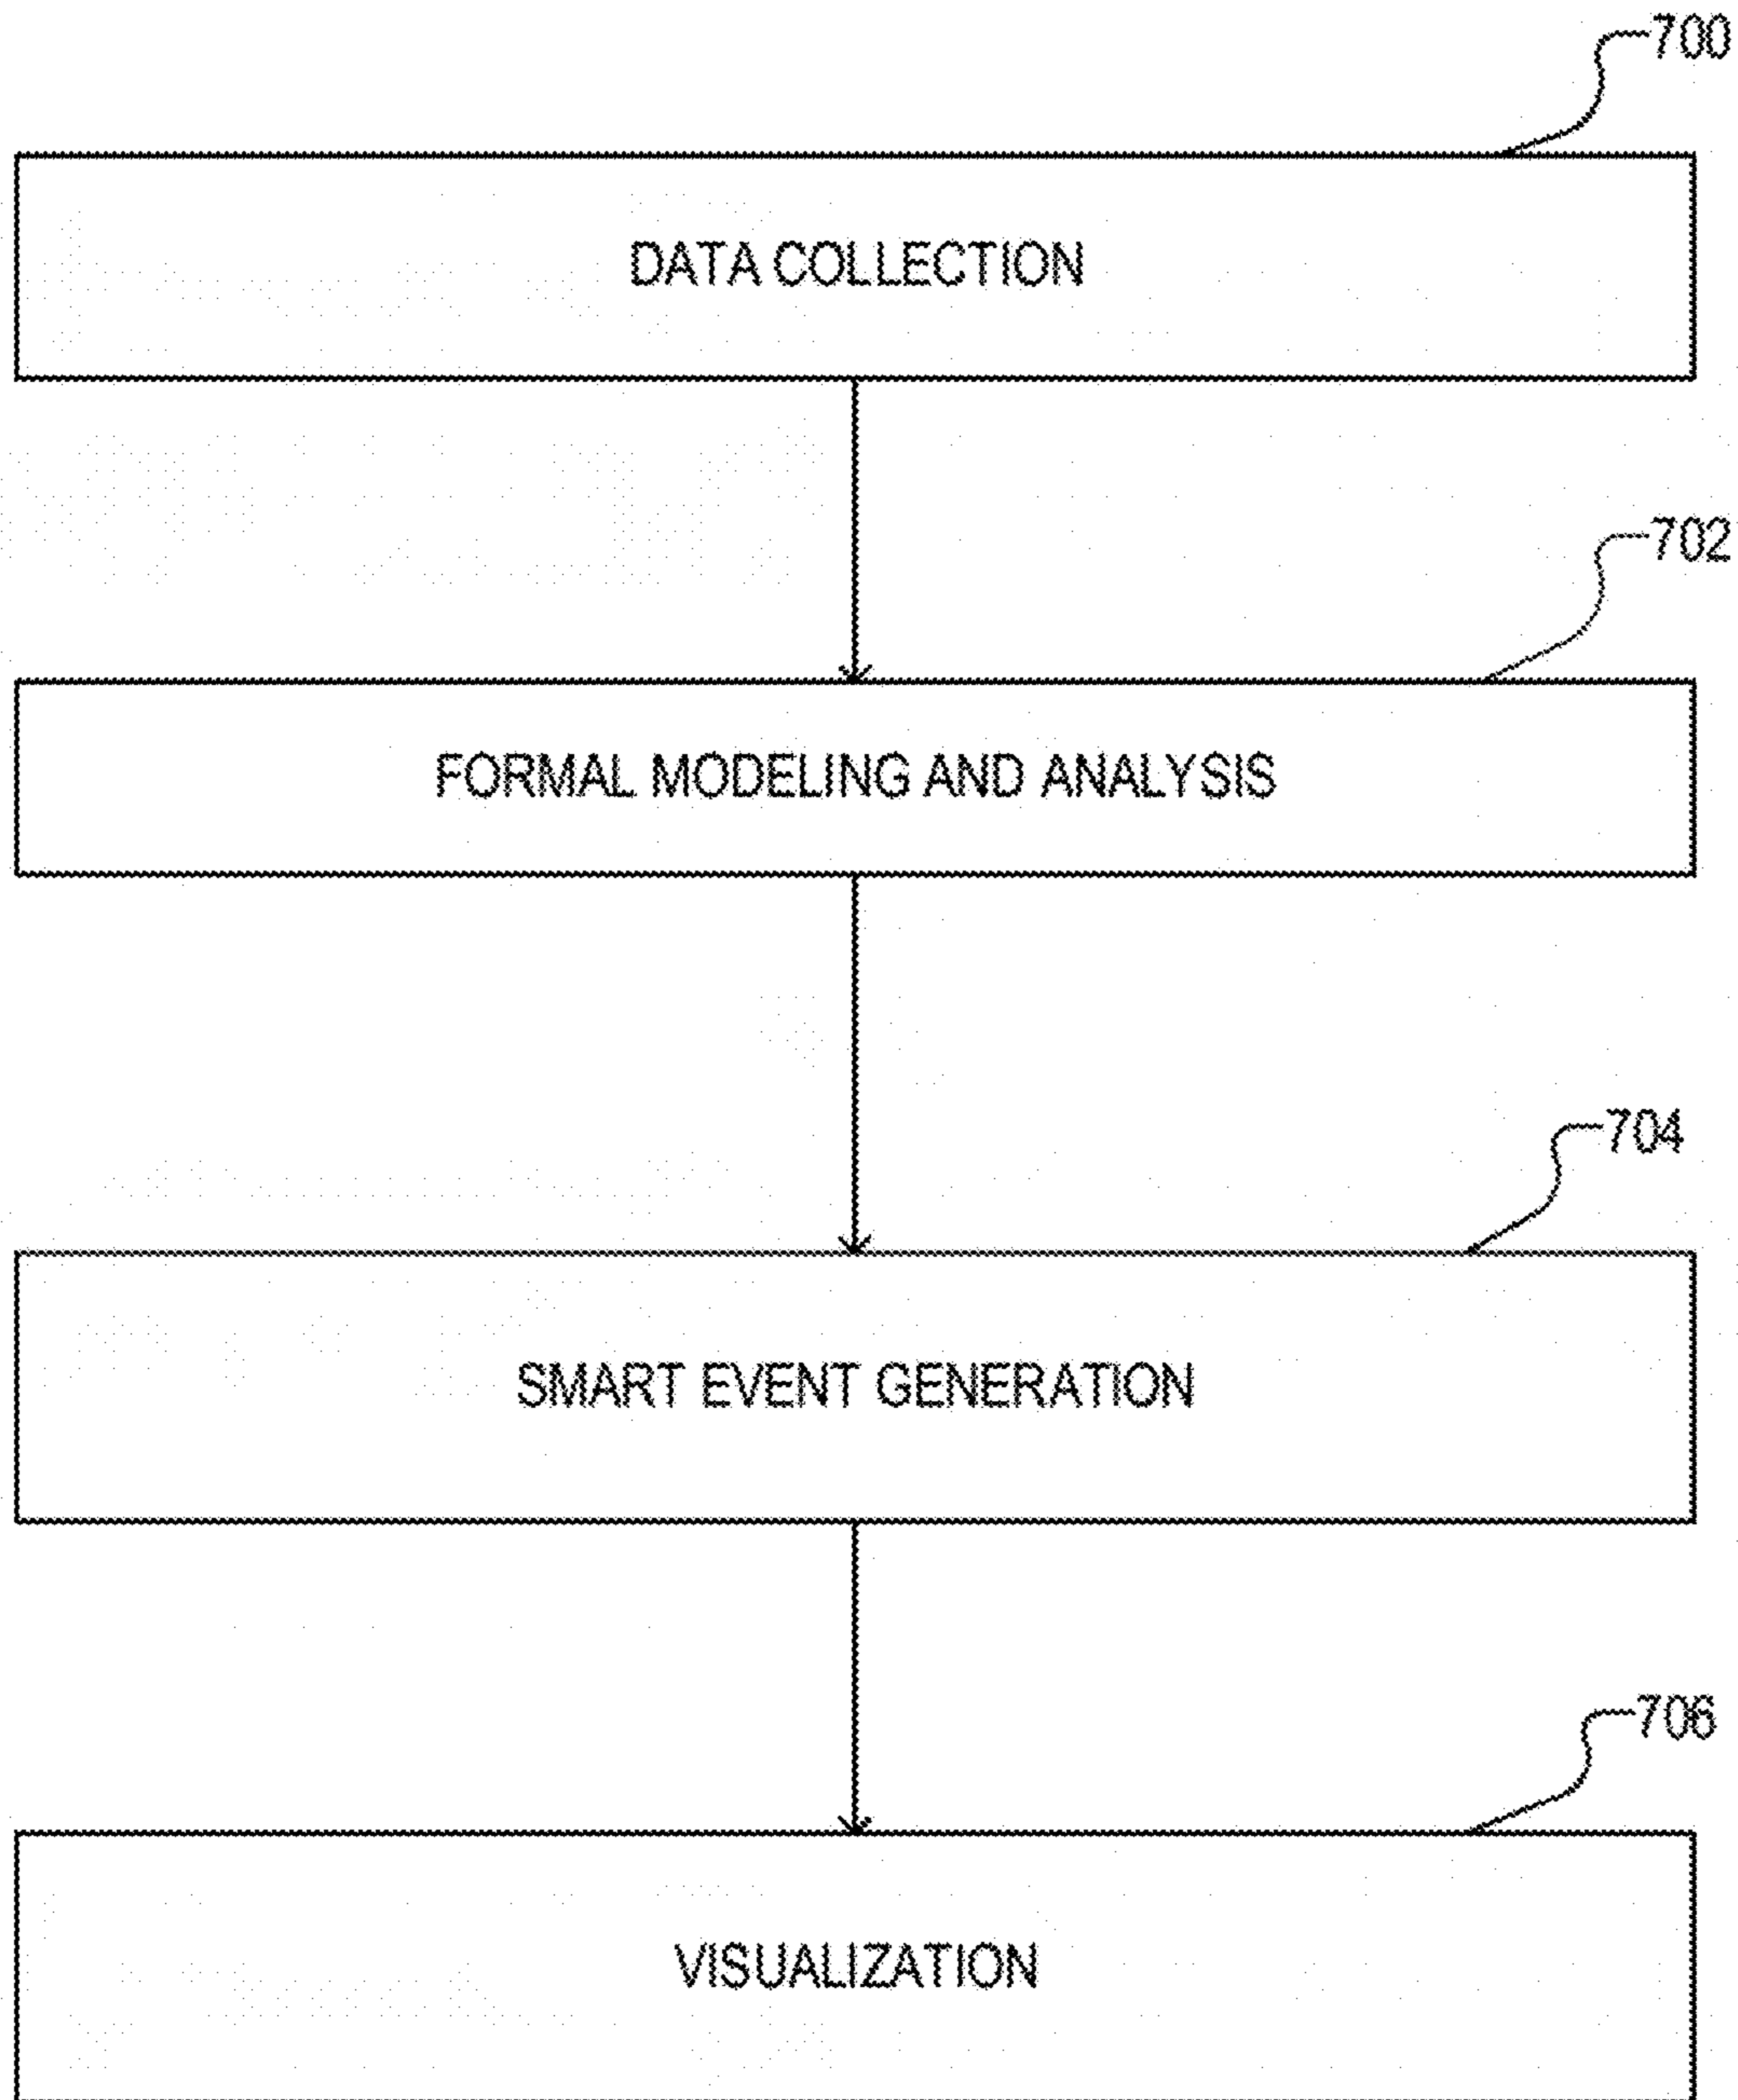 700
DATA COLLECTION
702
FORMAL MODELING AND ANALYSIS
704
SMART EVENT GENERATION
706
VISUALIZATION